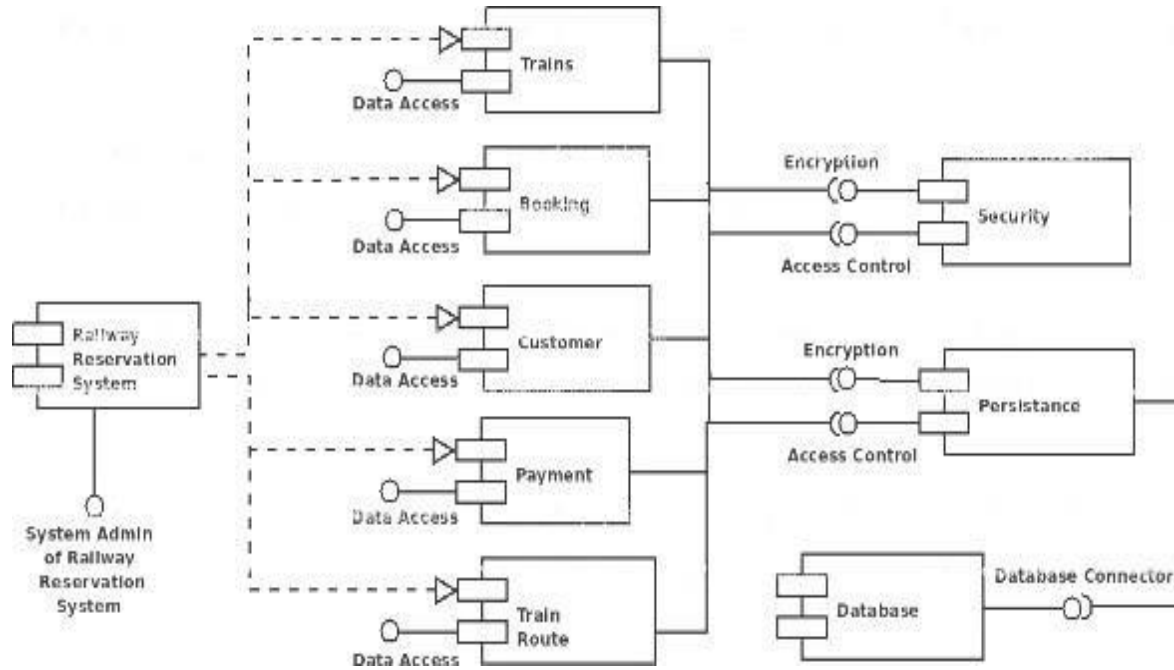 Trains
Data Access
Booking
Data Access
Encryption
Security
Access Control
Railway
Reservation
System
Customer
Data Access
Encryption
Persistance
Access Control
Payment
Data Access
System Admin
of Railway
Reservation
System
Train
Route
Data Access
Database
Database Connector